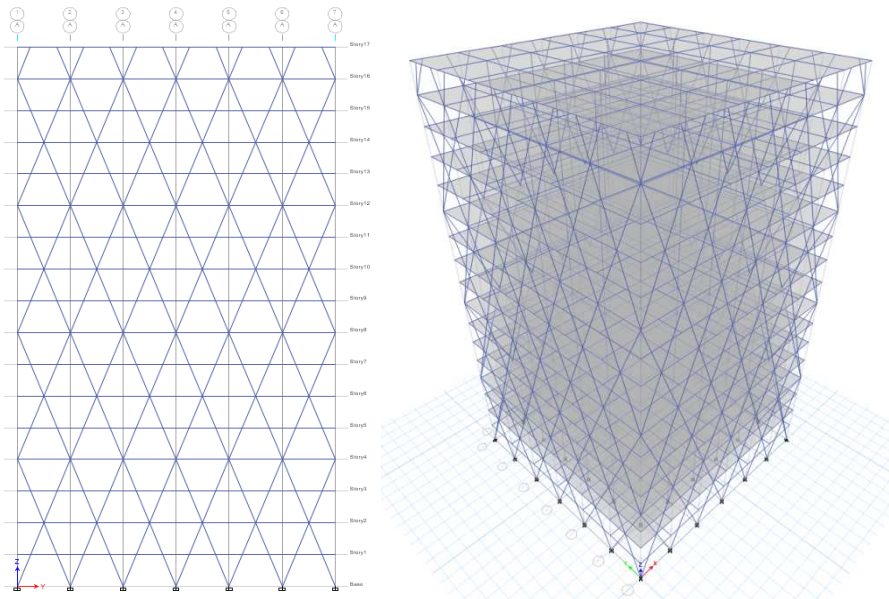 1 2 3 4 5 6 7
A A A A A A A
Story17
Story16
Story15
Story14
Story13
Story12
Story11
Story10
Story9
Story8
Story7
Story6
Story5
Story4
Story3
Story2
Story1
Z
Y
Base
Z